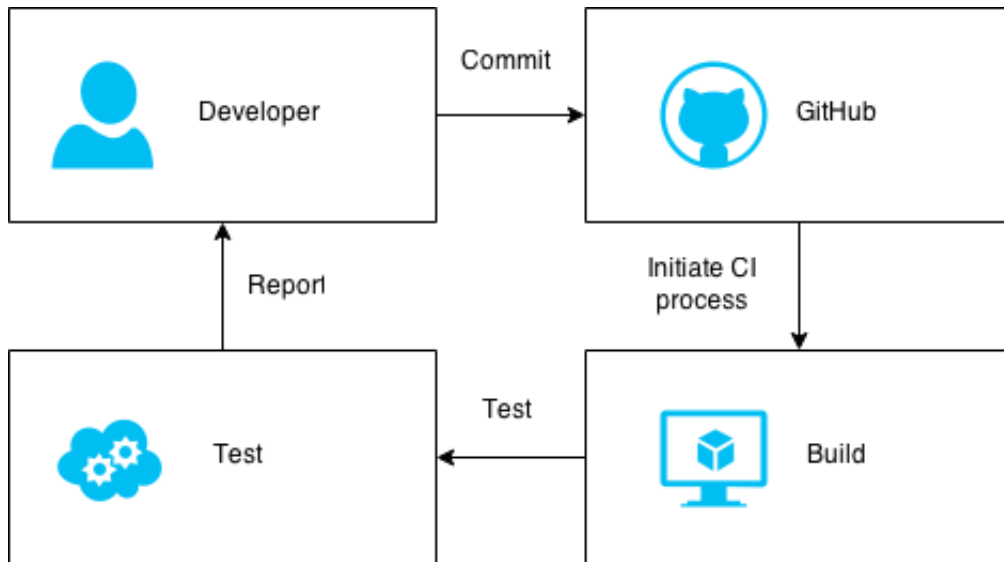 Developer
Commit
GitHub
Report
Initiate CI
process
Test
Test
Build